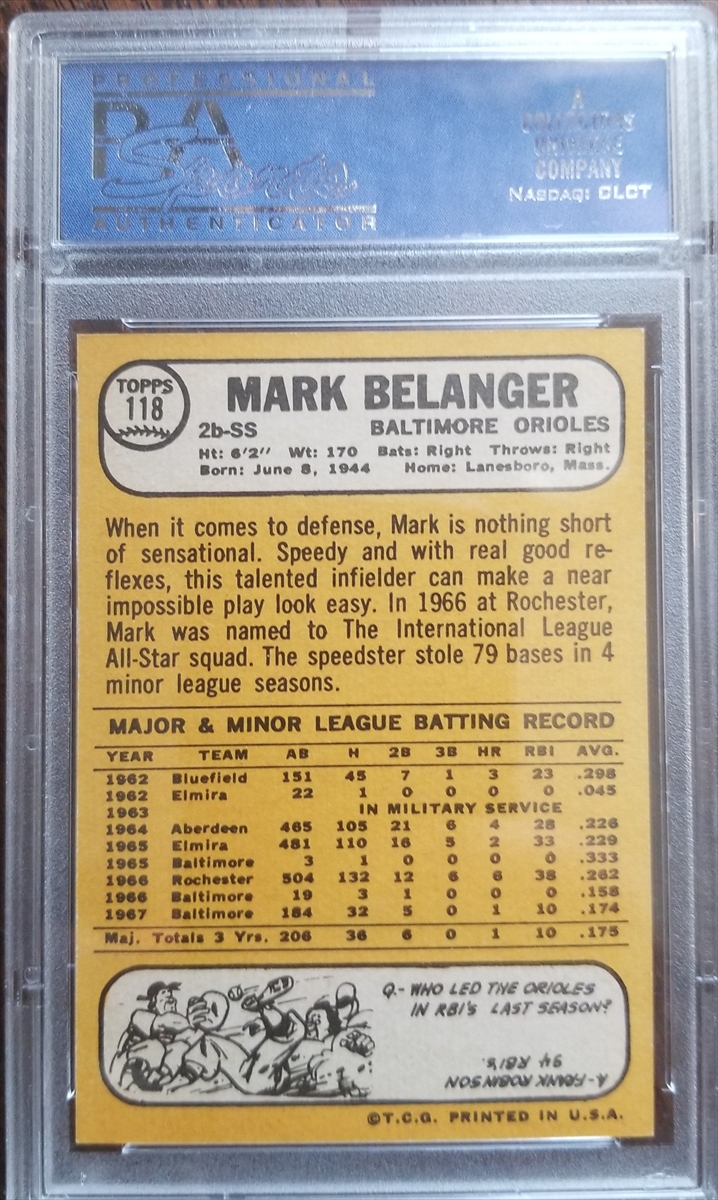 PROFESSIONAL
PSA
Sports
AUTHENTICATOR
A
COLLECTORS
UNIVERSE
COMPANY
NASDAQ: CLCT
TOPPS
118
MARK BELANGER
2b-SS BALTIMORE ORIOLES
Ht: 6'2" Wt: 170 Bats: Right Throws: Right
Born: June 8, 1944 Home: Lanesboro, Mass.
When it comes to defense, Mark is nothing short
of sensational. Speedy and with real good re-
flexes, this talented infielder can make a near
impossible play look easy. In 1966 at Rochester,
Mark was named to The International League
All-Star squad. The speedster stole 79 bases in 4
minor league seasons.
MAJOR & MINOR LEAGUE BATTING RECORD
YEAR TEAM AB H 2B 3B HR RBI AVG.
1962 Bluefield 151 45 7 1 3 23 .298
1962 Elmira 22 1 0 0 0 0 .045
1963 IN MILITARY SERVICE
1964 Aberdeen 465 105 21 6 4 28 .226
1965 Elmira 481 110 16 5 2 33 .229
1965 Baltimore 3 1 0 0 0 0 .333
1966 Rochester 504 132 12 6 6 38 .262
1966 Baltimore 19 3 1 0 0 0 .158
1967 Baltimore 184 32 5 0 1 10 .174
Maj. Totals 3 Yrs. 206 36 6 0 1 10 .175
Q.- WHO LED THE ORIOLES
IN RBI'S LAST SEASON?
A-FRANK ROBINSON
94 RBI'S.
©T.C.G. PRINTED IN U.S.A.